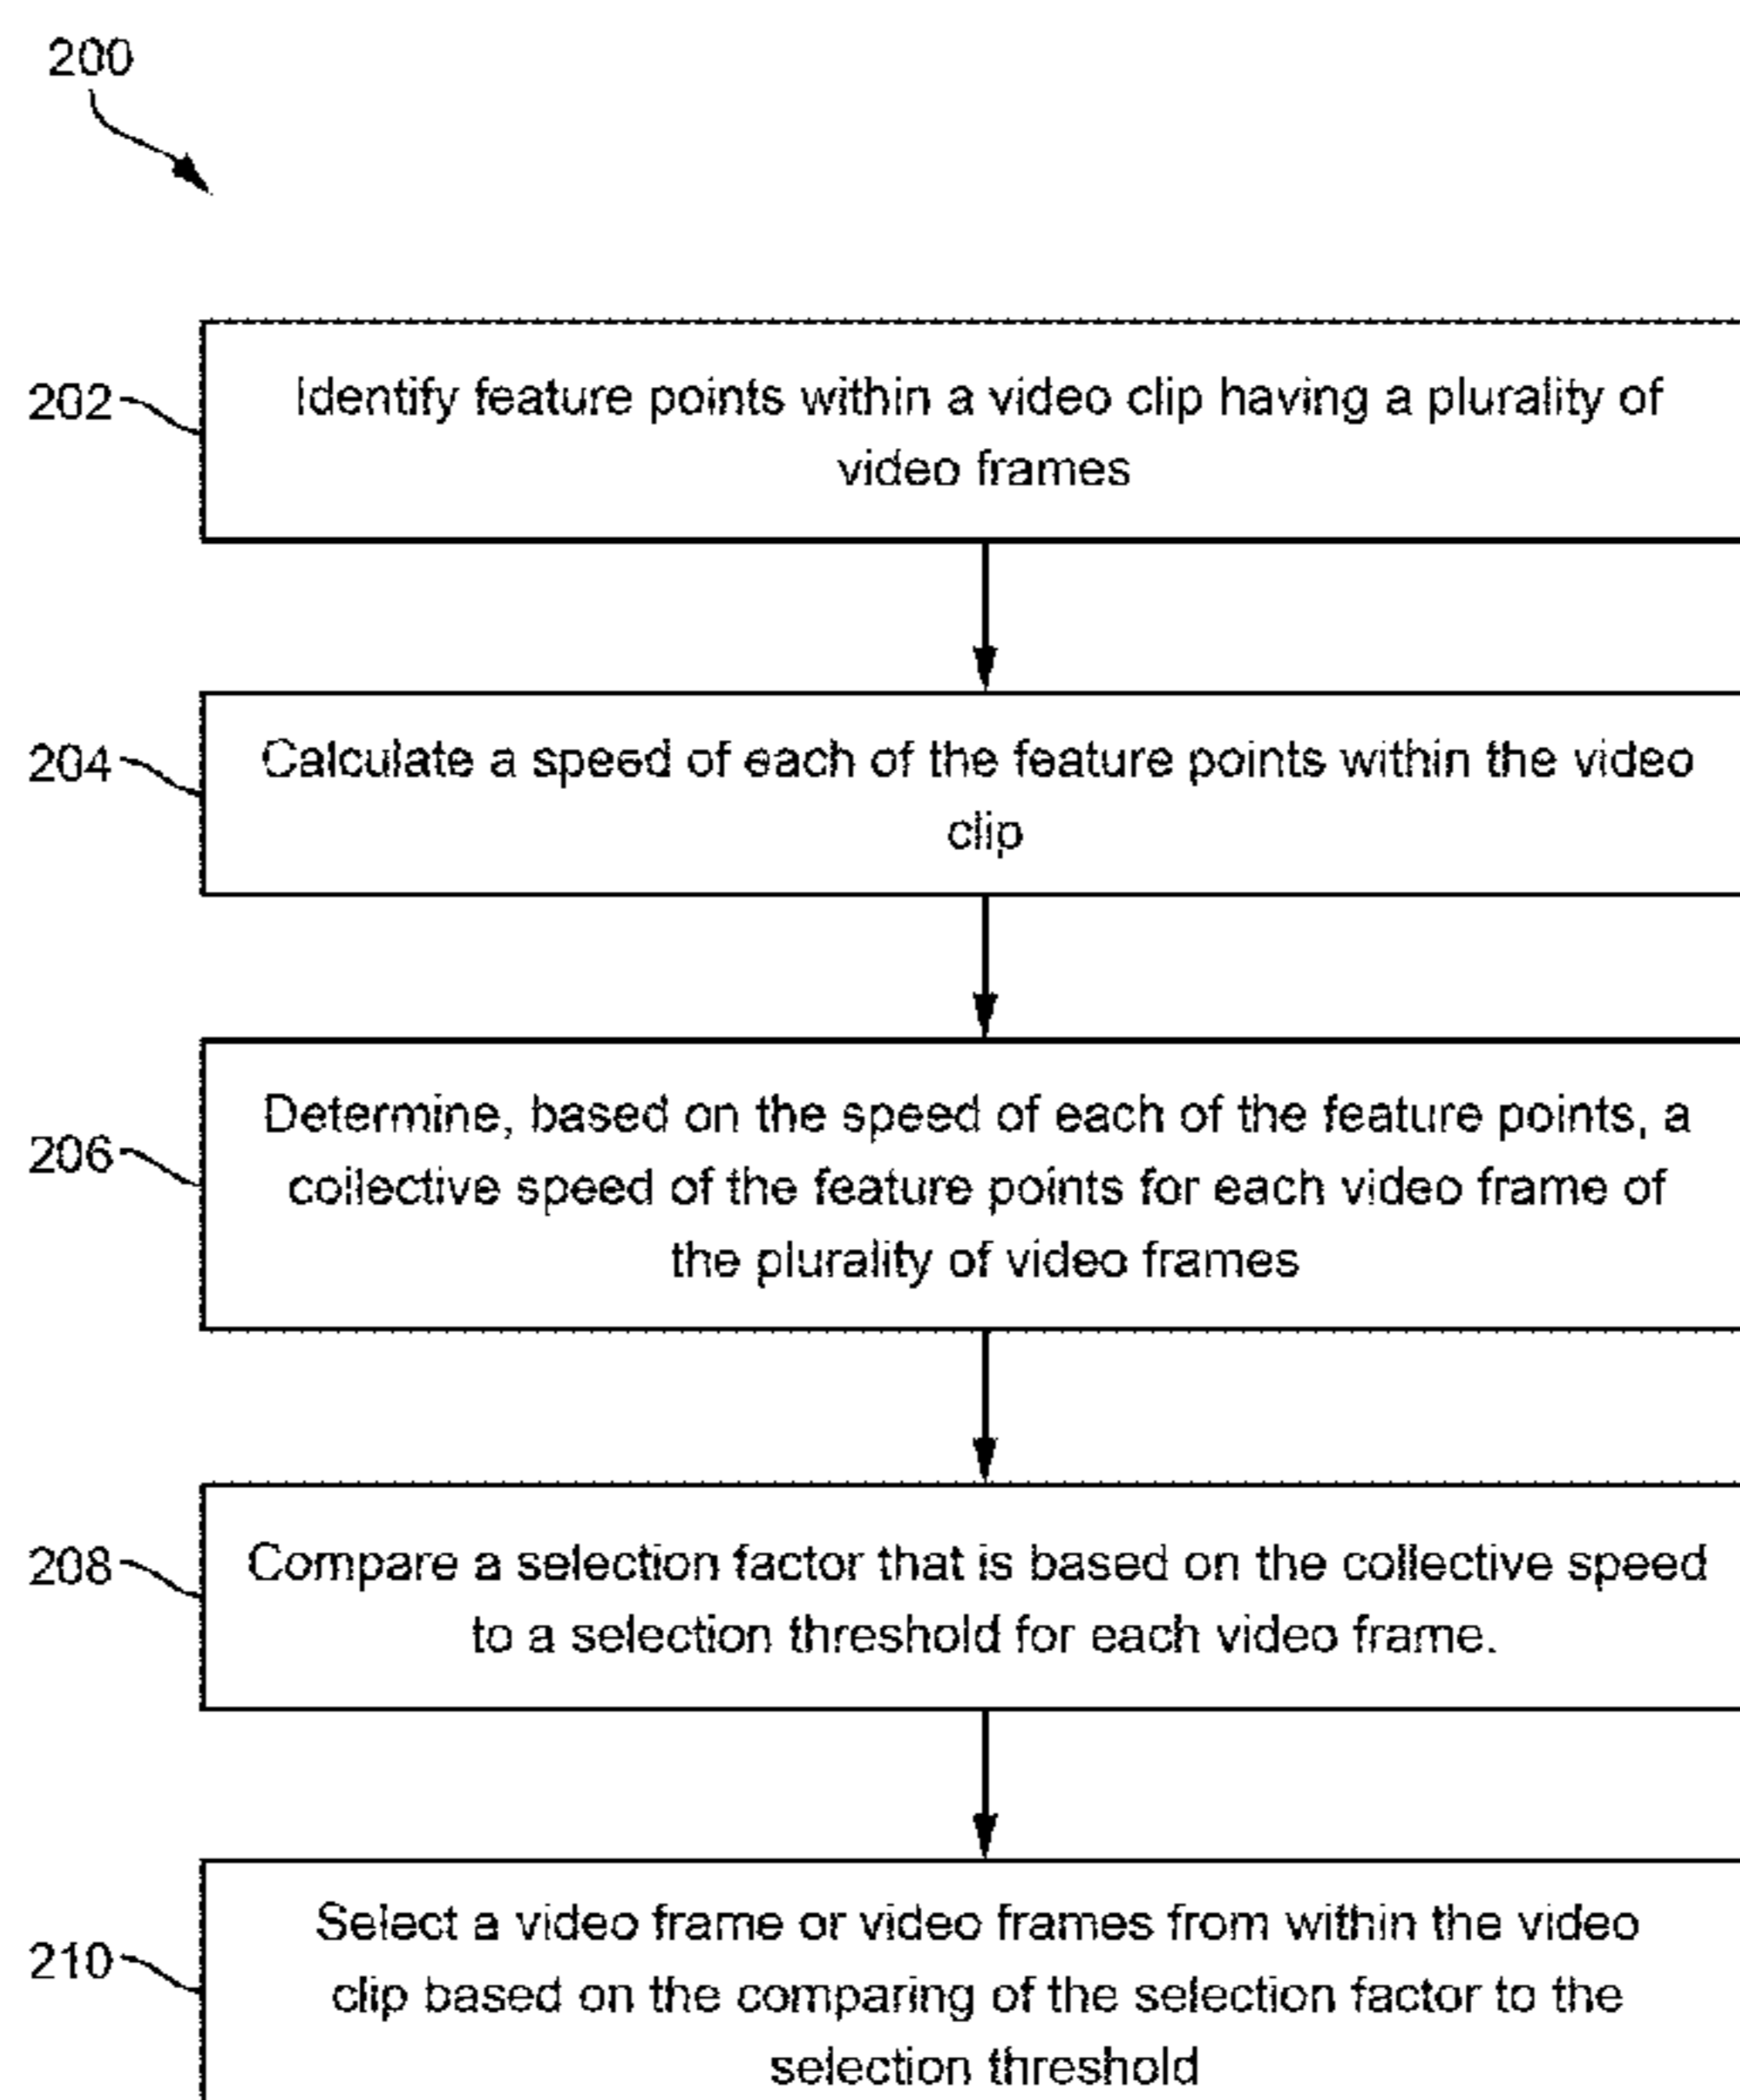 200
202
Identify feature points within a video clip having a plurality of
video frames
204
Calculate a speed of each of the feature points within the video
clip
206
Determine, based on the speed of each of the feature points, a
collective speed of the feature points for each video frame of
the plurality of video frames
208
Compare a selection factor that is based on the collective speed
to a selection threshold for each video frame.
210
Select a video frame or video frames from within the video
clip based on the comparing of the selection factor to the
selection threshold